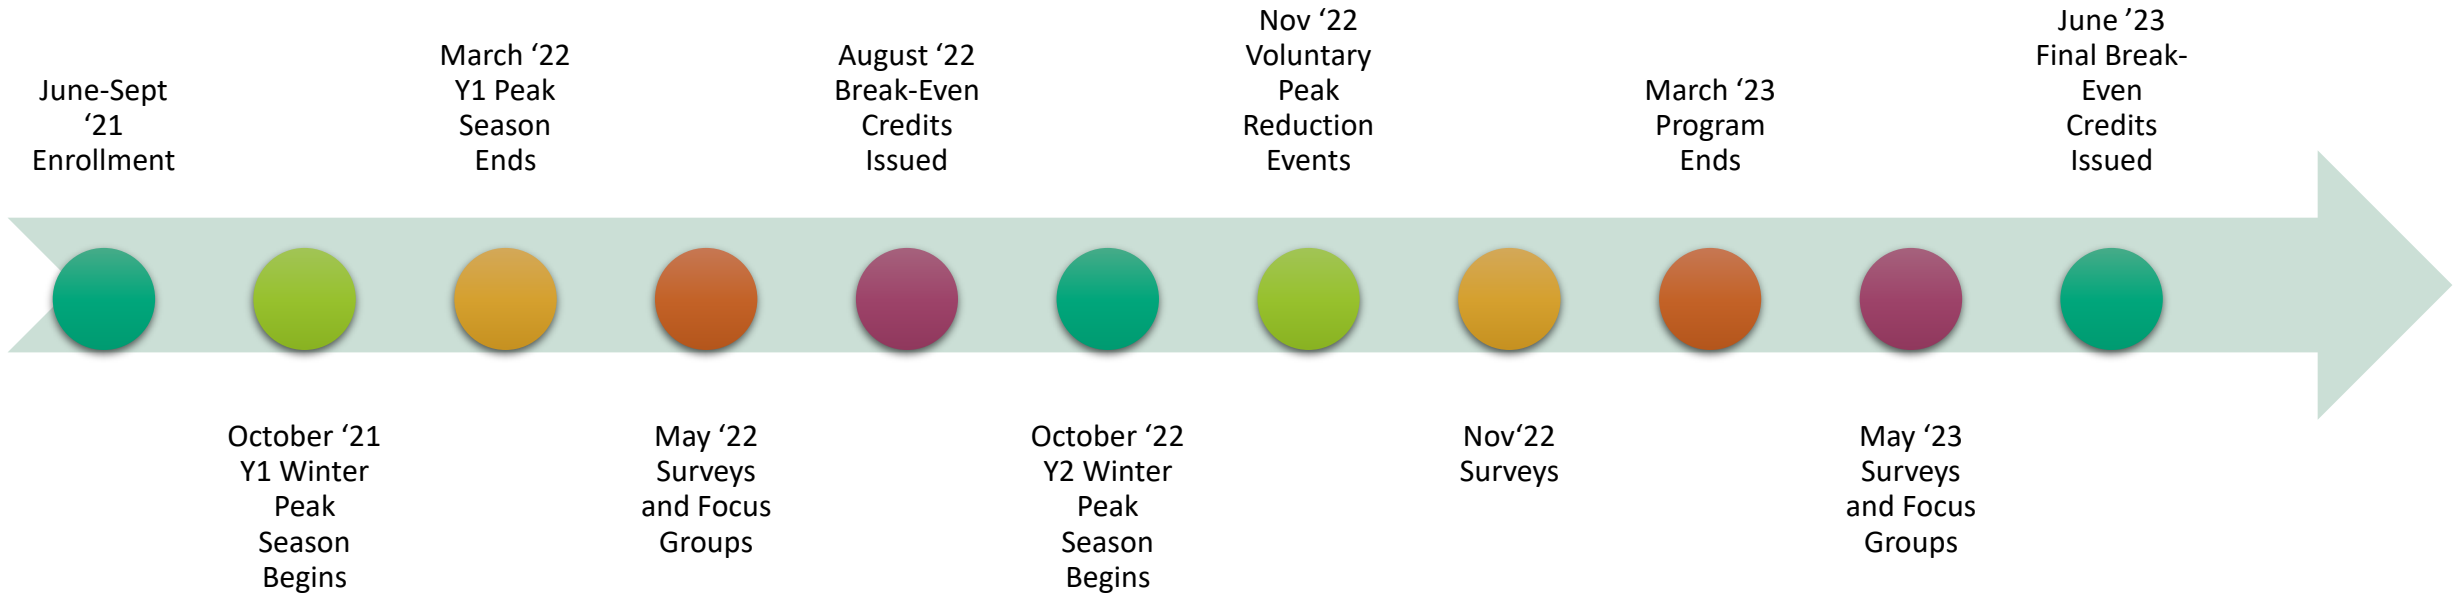 June-Sept
‘21
Enrollment
October ‘21
Y1 Winter
Peak
Season
Begins
March ‘22
Y1 Peak
Season
Ends
May ‘22
Surveys
and Focus
Groups
August ‘22
Break-Even
Credits
Issued
October ‘22
Y2 Winter
Peak
Season
Begins
Nov ‘22
Voluntary
Peak
Reduction
Events
Nov‘22
Surveys
March ‘23
Program
Ends
May ‘23
Surveys
and Focus
Groups
June ’23
Final Break-
Even
Credits
Issued